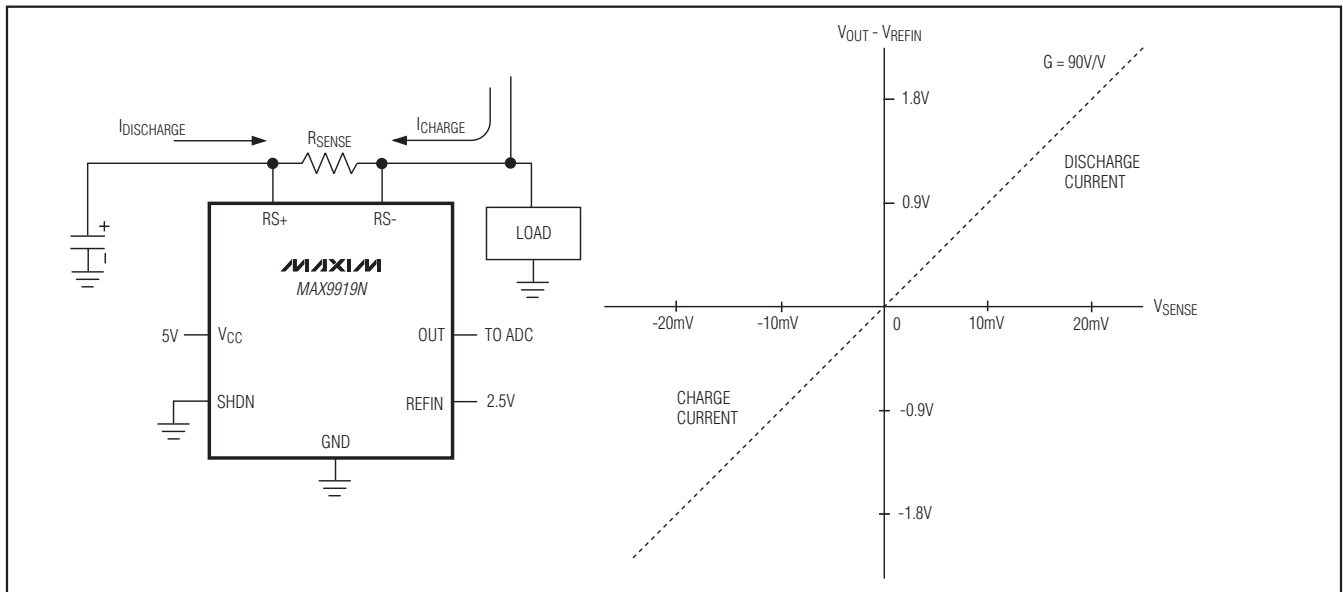 IDISCHARGE
RSENSE
ICHARGE
RS+
RS-
LOAD
+
MAXIM
MAX9919N
5V
VCC
OUT
TO ADC
SHDN
REFIN
2.5V
GND
VOUT - VREFIN
G = 90V/V
1.8V
DISCHARGE
CURRENT
0.9V
-20mV
-10mV
0
10mV
20mV
VSENSE
CHARGE
CURRENT
-0.9V
-1.8V